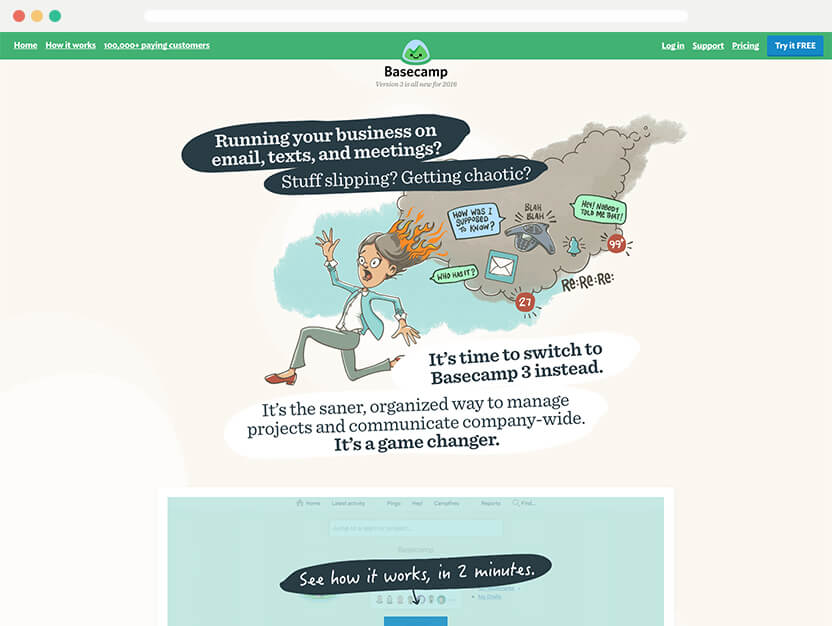 Home How it works 100,000+ paying customers
Log in Support Pricing Try it FREE
Basecamp
Version 3 is all new for 2016
Running your business on
email, texts, and meetings?
Stuff slipping? Getting chaotic?
HOW WAS I
SUPPOSED
TO KNOW?
BLAH
BLAH
HEY! NOBODY
TOLD ME THAT!
99+
WHO HAS IT?
27
Re: Re: Re:
It's time to switch to
Basecamp 3 instead.
It's the saner, organized way to manage
projects and communicate company-wide.
It's a game changer.
Home Latest activity Pings Hey! Campfires Reports Find...
Jump to a team or project...
Basecamp
See how it works, in 2 minutes.
My Drafts